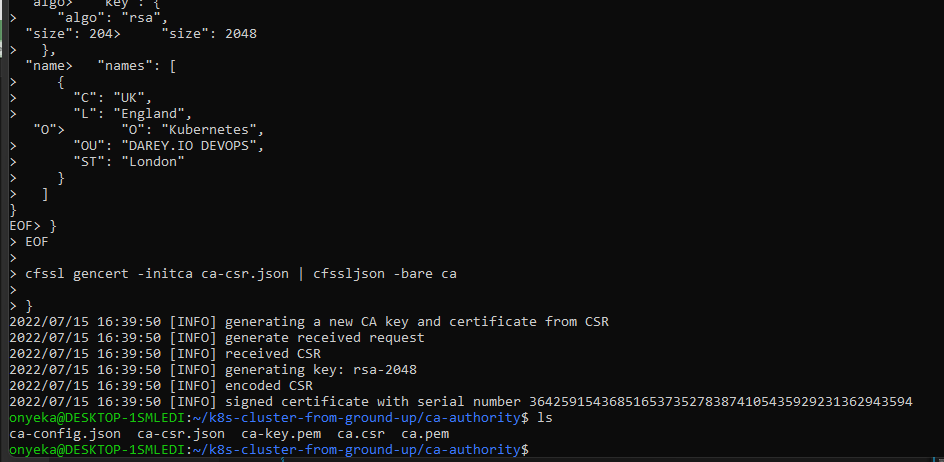 algo>    "key": {
>     "algo": "rsa",
  "size": 204>     "size": 2048
>   },
  "name>   "names": [
>     {
>       "C": "UK",
>       "L": "England",
   "O">       "O": "Kubernetes",
>       "OU": "DAREY.IO DEVOPS",
>       "ST": "London"
>     }
>   ]
}
EOF> }
> EOF
>
> cfssl gencert -initca ca-csr.json | cfssljson -bare ca
>
> }
2022/07/15 16:39:50 [INFO] generating a new CA key and certificate from CSR
2022/07/15 16:39:50 [INFO] generate received request
2022/07/15 16:39:50 [INFO] received CSR
2022/07/15 16:39:50 [INFO] generating key: rsa-2048
2022/07/15 16:39:50 [INFO] encoded CSR
2022/07/15 16:39:50 [INFO] signed certificate with serial number 364259154368516537352783874105435929231362943594
onyeka@DESKTOP-1SMLEDI:~/k8s-cluster-from-ground-up/ca-authority$ ls
ca-config.json  ca-csr.json  ca-key.pem  ca.csr  ca.pem
onyeka@DESKTOP-1SMLEDI:~/k8s-cluster-from-ground-up/ca-authority$